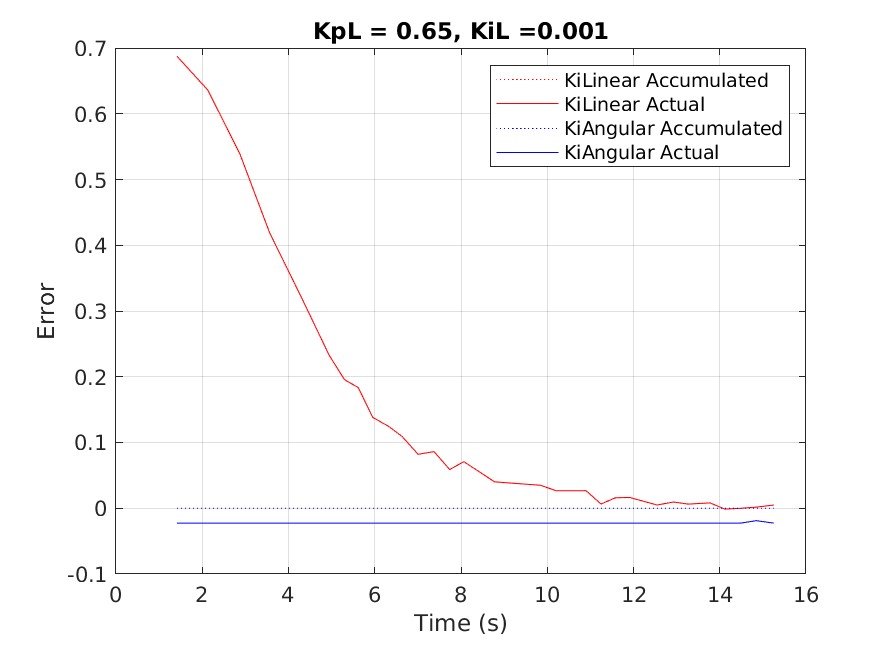 KpL = 0.65, KiL =0.001
0.7
0.6
0.5
0.4
0.3
0.2
0.1
0
-0.1
Error
KiLinear Accumulated
KiLinear Actual
KiAngular Accumulated
KiAngular Actual
0 2 4 6 8 10 12 14 16
Time (s)